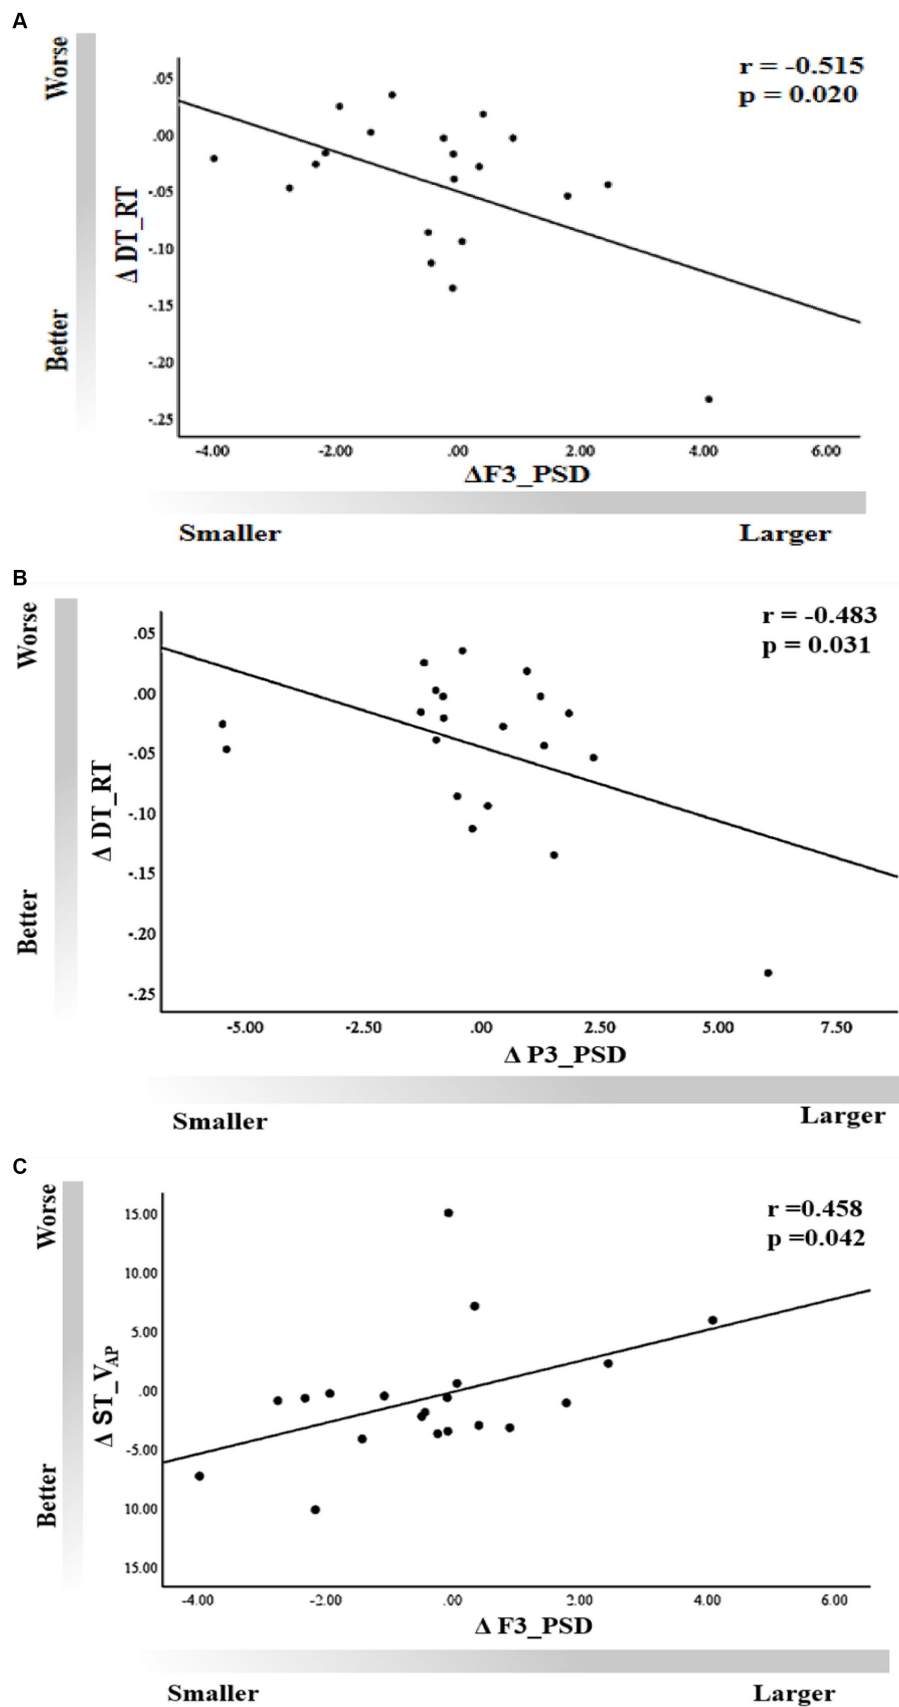 A
Worse
Better
Δ DT_RT
r = -0.515
p = 0.020
.05
.00
-.05
-.10
-.15
-.20
-.25
-4.00 -2.00 .00 2.00 4.00 6.00
ΔF3_PSD
Smaller Larger
B
Worse
Better
Δ DT_RT
r = -0.483
p = 0.031
.05
.00
-.05
-.10
-.15
-.20
-.25
-5.00 -2.50 .00 2.50 5.00 7.50
Δ P3_PSD
Smaller Larger
C
Worse
Better
Δ ST_VAP
r =0.458
p =0.042
15.00
10.00
5.00
.00
-5.00
10.00
15.00
-4.00 -2.00 .00 2.00 4.00 6.00
Δ F3_PSD
Smaller Larger